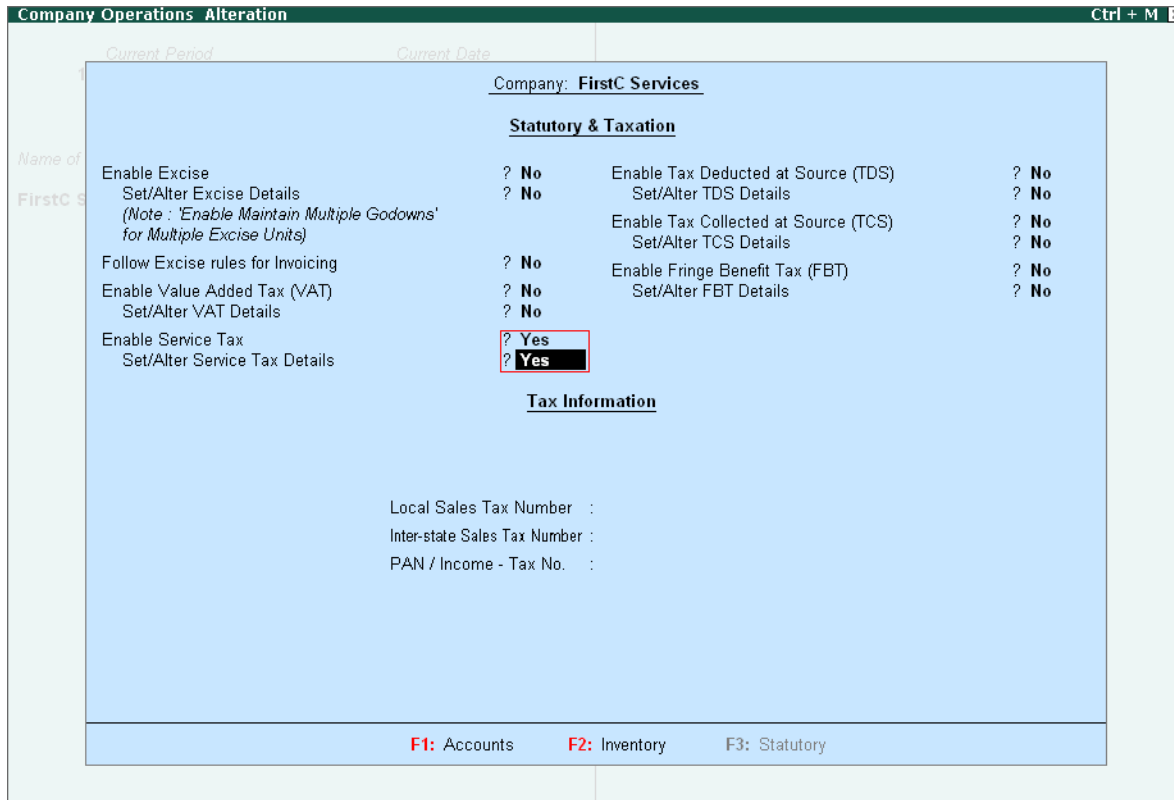 Company Operations Alteration Ctrl + M
Current Period Current Date
1
Company: FirstC Services
Statutory & Taxation
Name of
FirstC S
Enable Excise ? No
Set/Alter Excise Details ? No
(Note : 'Enable Maintain Multiple Godowns'
for Multiple Excise Units)
Follow Excise rules for Invoicing ? No
Enable Value Added Tax (VAT) ? No
Set/Alter VAT Details ? No
Enable Service Tax ? Yes
Set/Alter Service Tax Details ? Yes
Enable Tax Deducted at Source (TDS) ? No
Set/Alter TDS Details ? No
Enable Tax Collected at Source (TCS) ? No
Set/Alter TCS Details ? No
Enable Fringe Benefit Tax (FBT) ? No
Set/Alter FBT Details ? No
Tax Information
Local Sales Tax Number :
Inter-state Sales Tax Number :
PAN / Income - Tax No. :
F1: Accounts F2: Inventory F3: Statutory